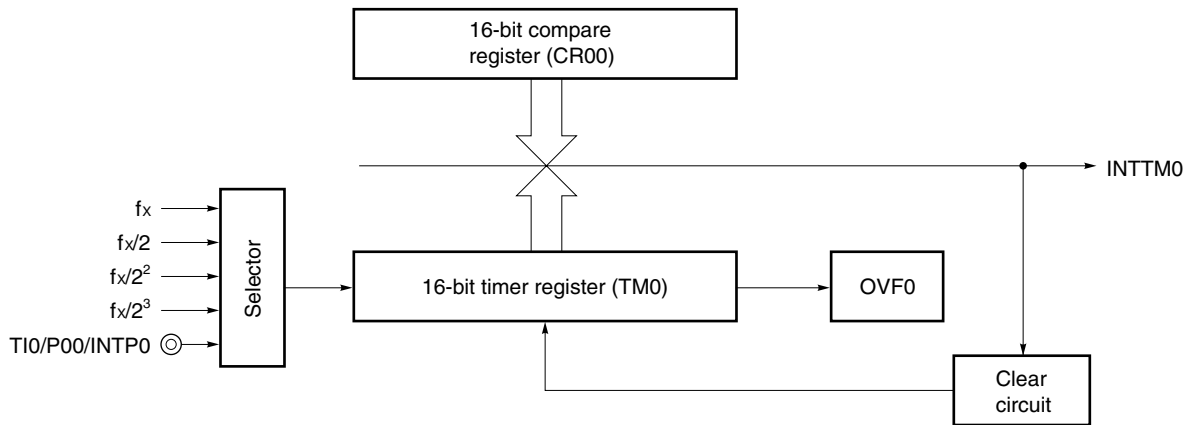 16-bit compare
register (CR00)
INTTM0
fx
fx/2
fx/2²
fx/2³
TI0/P00/INTP0
Selector
16-bit timer register (TM0)
OVF0
Clear
circuit